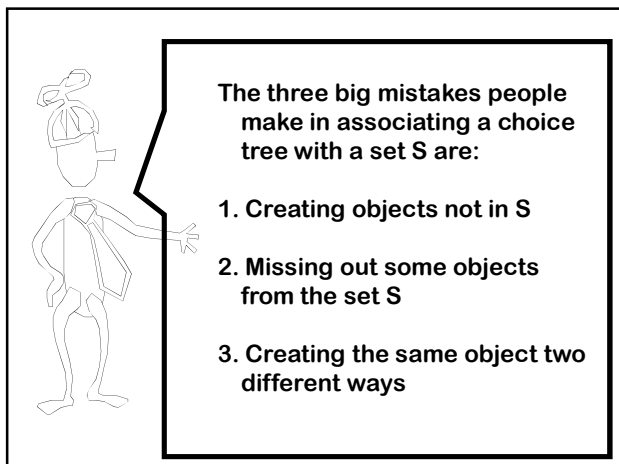 The three big mistakes people
make in associating a choice
tree with a set S are:
1. Creating objects not in S
2. Missing out some objects
from the set S
3. Creating the same object two
different ways